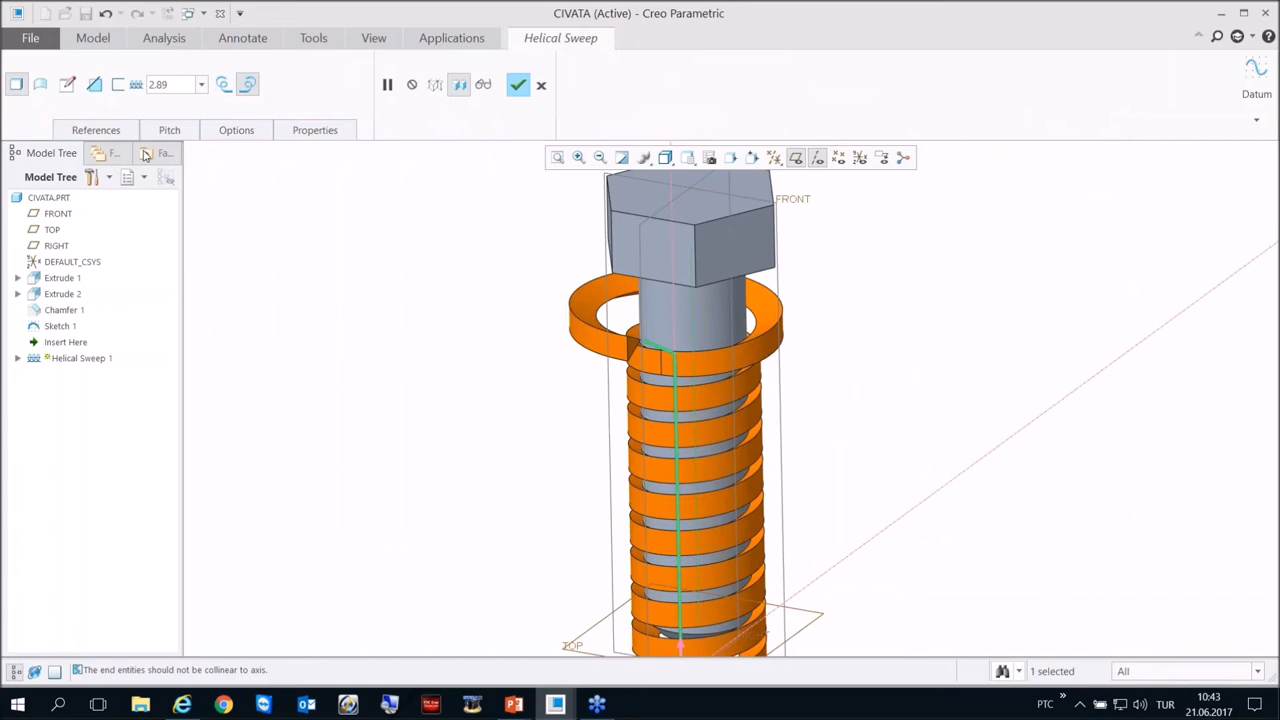 CIVATA (Active) - Creo Parametric
File Model Analysis Annotate Tools View Applications Helical Sweep
2.89
Datum
References Pitch Options Properties
Model Tree F... Fa...
Model Tree
CIVATA.PRT
FRONT
TOP
RIGHT
DEFAULT_CSYS
Extrude 1
Extrude 2
Chamfer 1
Sketch 1
Insert Here
Helical Sweep 1
FRONT
TOP
The end entities should not be collinear to axis.
1 selected
All
PTC
TUR
10:43
21.06.2017